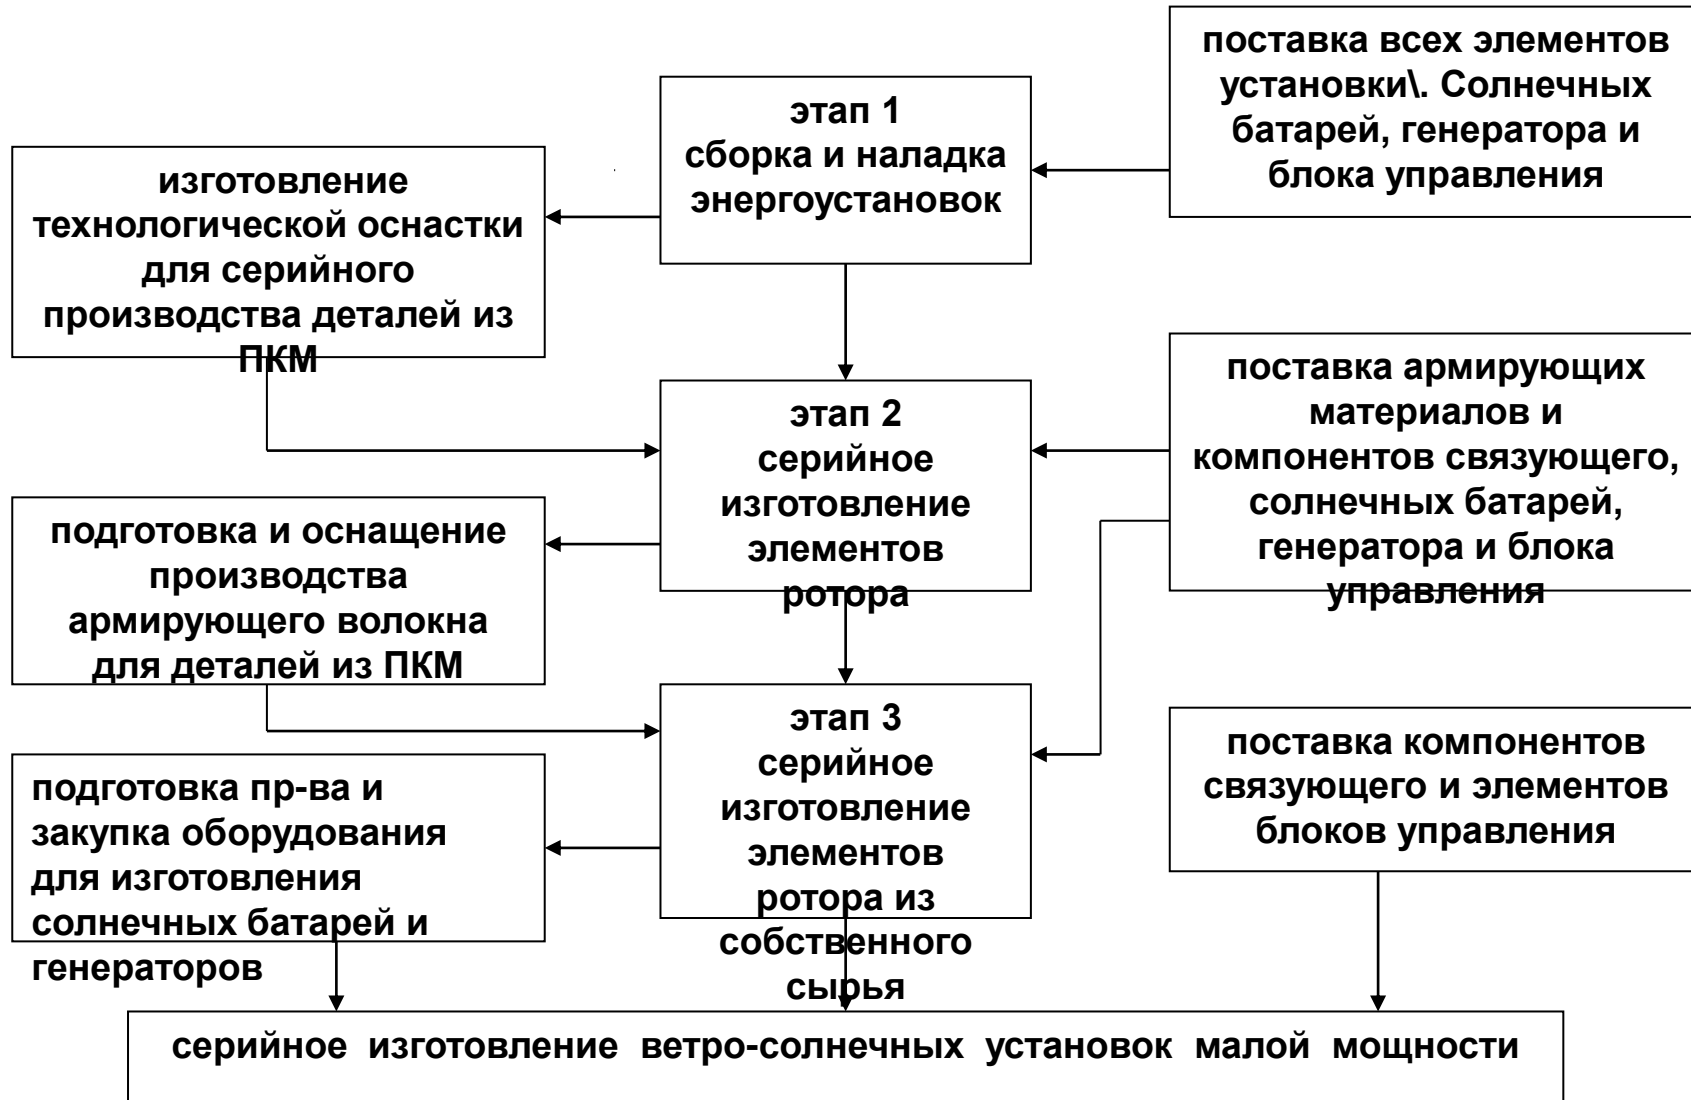 поставка всех элементов
установки\. Солнечных
батарей, генератора и
блока управления
этап 1
сборка и наладка
энергоустановок
изготовление
технологической оснастки
для серийного
производства деталей из
ПКМ
поставка армирующих
материалов и
компонентов связующего,
солнечных батарей,
генератора и блока
управления
этап 2
серийное
изготовление
элементов
ротора
подготовка и оснащение
производства
армирующего волокна
для деталей из ПКМ
этап 3
серийное
изготовление
элементов
ротора из
собственного
сырья
поставка компонентов
связующего и элементов
блоков управления
подготовка пр-ва и
закупка оборудования
для изготовления
солнечных батарей и
генераторов
серийное изготовление ветро-солнечных установок малой мощности